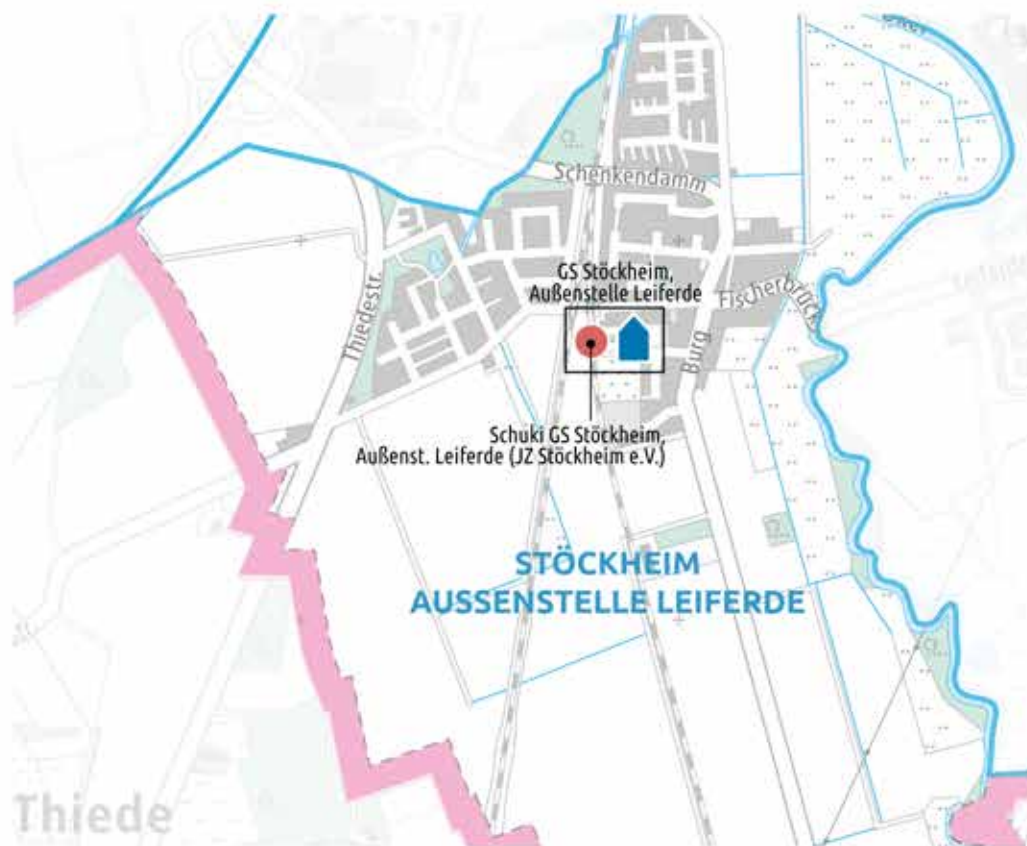 Schenkendamm
Thiedestr.
GS Stöckheim,
Außenstelle Leiferde
Fischerbrück
Burg
Schuki GS Stöckheim,
Außenst. Leiferde (JZ Stöckheim e.V.)
STÖCKHEIM
AUSSENSTELLE LEIFERDE
Thiede